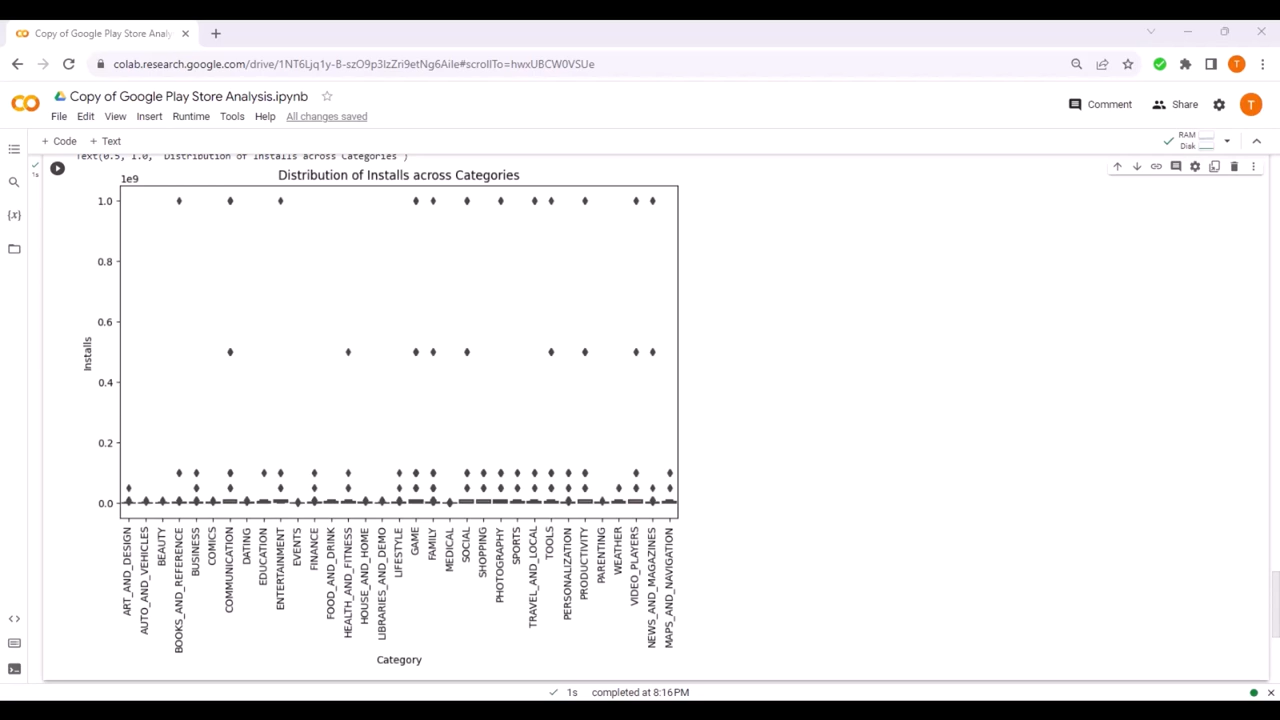 Copy of Google Play Store Analy
colab.research.google.com/drive/1NT6Ljq1y-B-szO9p3IzZri9etNg6AiIe#scrollTo=hwxUBCW0VSUe
T
Copy of Google Play Store Analysis.ipynb
File Edit View Insert Runtime Tools Help All changes saved
Comment Share T
+ Code + Text
RAM
Disk
Text(0.5, 1.0, 'Distribution of Installs across Categories')
1s
{x}
Distribution of Installs across Categories
1e9
1.0
0.8
0.6
0.4
0.2
0.0
Installs
ART_AND_DESIGN
AUTO_AND_VEHICLES
BEAUTY
BOOKS_AND_REFERENCE
BUSINESS
COMICS
COMMUNICATION
DATING
EDUCATION
ENTERTAINMENT
EVENTS
FINANCE
FOOD_AND_DRINK
HEALTH_AND_FITNESS
HOUSE_AND_HOME
LIBRARIES_AND_DEMO
LIFESTYLE
GAME
FAMILY
MEDICAL
SOCIAL
SHOPPING
PHOTOGRAPHY
SPORTS
TRAVEL_AND_LOCAL
TOOLS
PERSONALIZATION
PRODUCTIVITY
PARENTING
WEATHER
VIDEO_PLAYERS
NEWS_AND_MAGAZINES
MAPS_AND_NAVIGATION
Category
1s completed at 8:16 PM